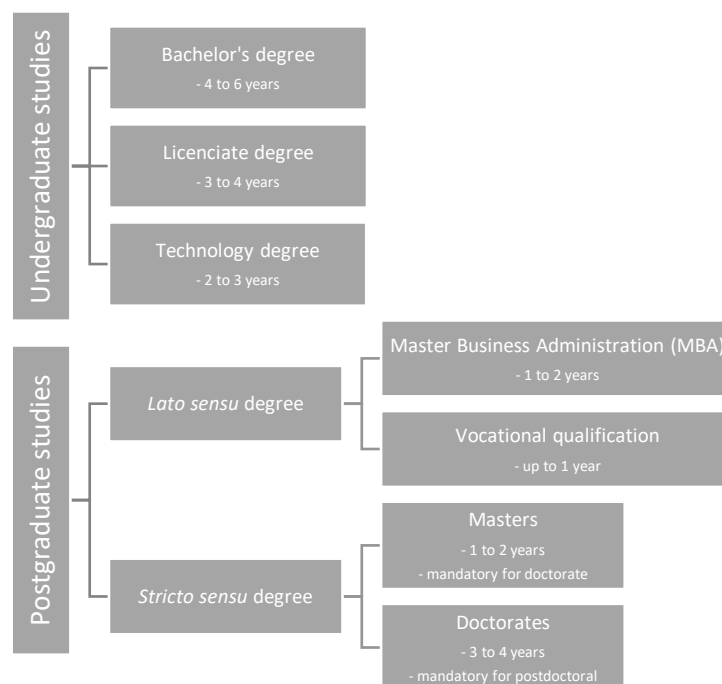 Undergraduate studies
Bachelor's degree
- 4 to 6 years
Licenciate degree
- 3 to 4 years
Technology degree
- 2 to 3 years
Postgraduate studies
Lato sensu degree
Master Business Administration (MBA)
- 1 to 2 years
Vocational qualification
- up to 1 year
Stricto sensu degree
Masters
- 1 to 2 years
- mandatory for doctorate
Doctorates
- 3 to 4 years
- mandatory for postdoctoral